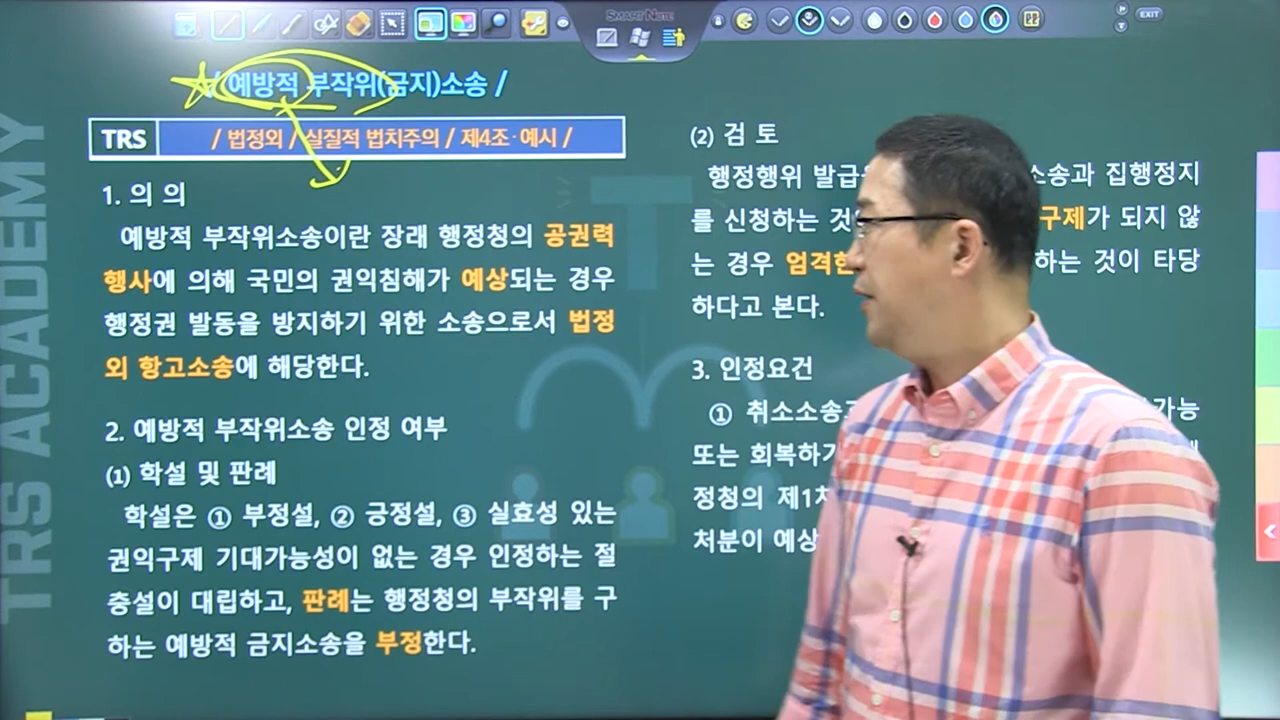 SMART NOTE
EXIT
/ 예방적 부작위(금지)소송 /
TRS
/ 법정외 / 실질적 법치주의 / 제4조·예시 /
1. 의 의
예방적 부작위소송이란 장래 행정청의 공권력
행사에 의해 국민의 권익침해가 예상되는 경우
행정권 발동을 방지하기 위한 소송으로서 법정
외 항고소송에 해당한다.
2. 예방적 부작위소송 인정 여부
(1) 학설 및 판례
학설은 ① 부정설, ② 긍정설, ③ 실효성 있는
권익구제 기대가능성이 없는 경우 인정하는 절
충설이 대립하고, 판례는 행정청의 부작위를 구
하는 예방적 금지소송을 부정한다.
(2) 검 토
행정행위 발급 소송과 집행정지
를 신청하는 것 구제가 되지 않
는 경우 엄격한 하는 것이 타당
하다고 본다.
3. 인정요건
① 취소소송 가능
또는 회복하기
정청의 제1차
처분이 예상
TRS ACADEMY